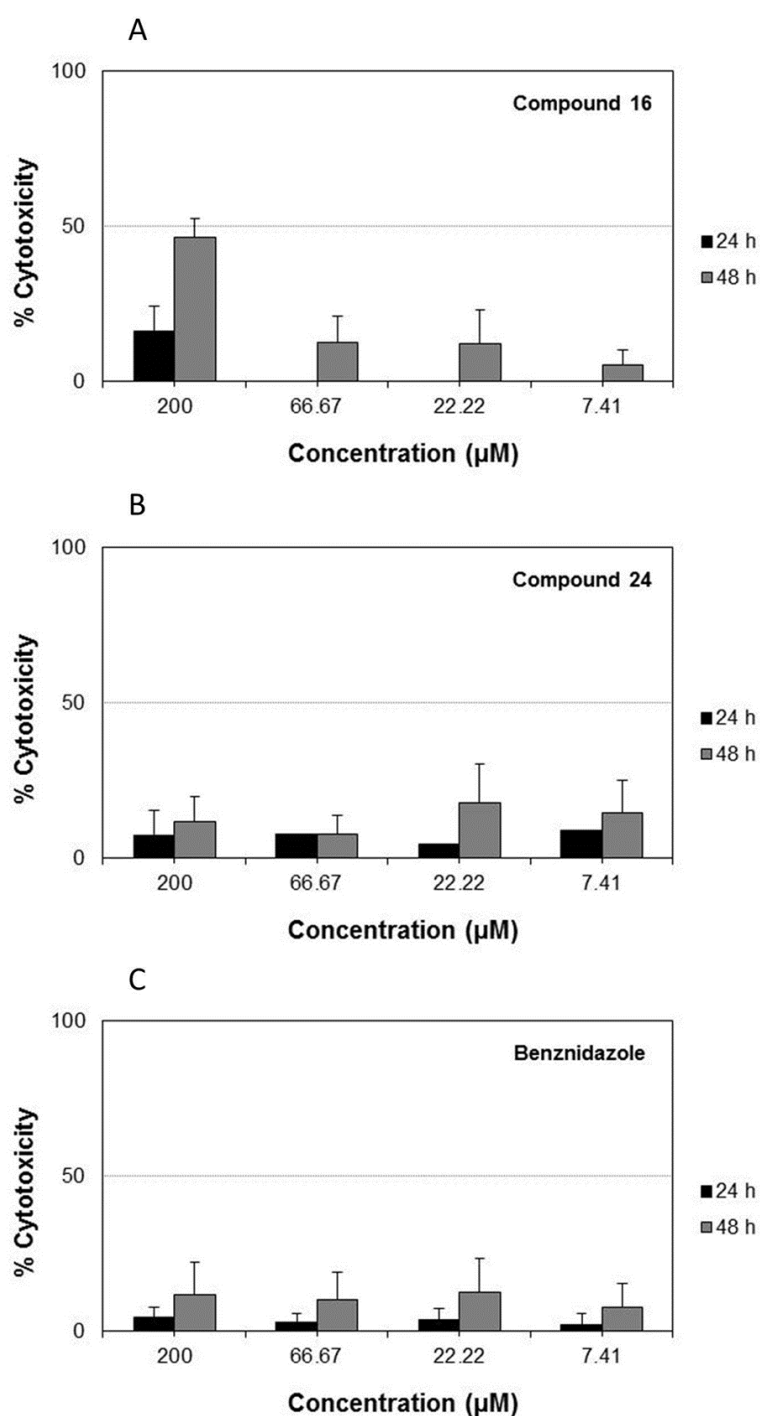 A
Compound 16
100
50
0
% Cytotoxicity
24 h
48 h
200 66.67 22.22 7.41
Concentration (µM)
B
Compound 24
100
50
0
% Cytotoxicity
24 h
48 h
200 66.67 22.22 7.41
Concentration (µM)
C
Benznidazole
100
50
0
% Cytotoxicity
24 h
48 h
200 66.67 22.22 7.41
Concentration (µM)